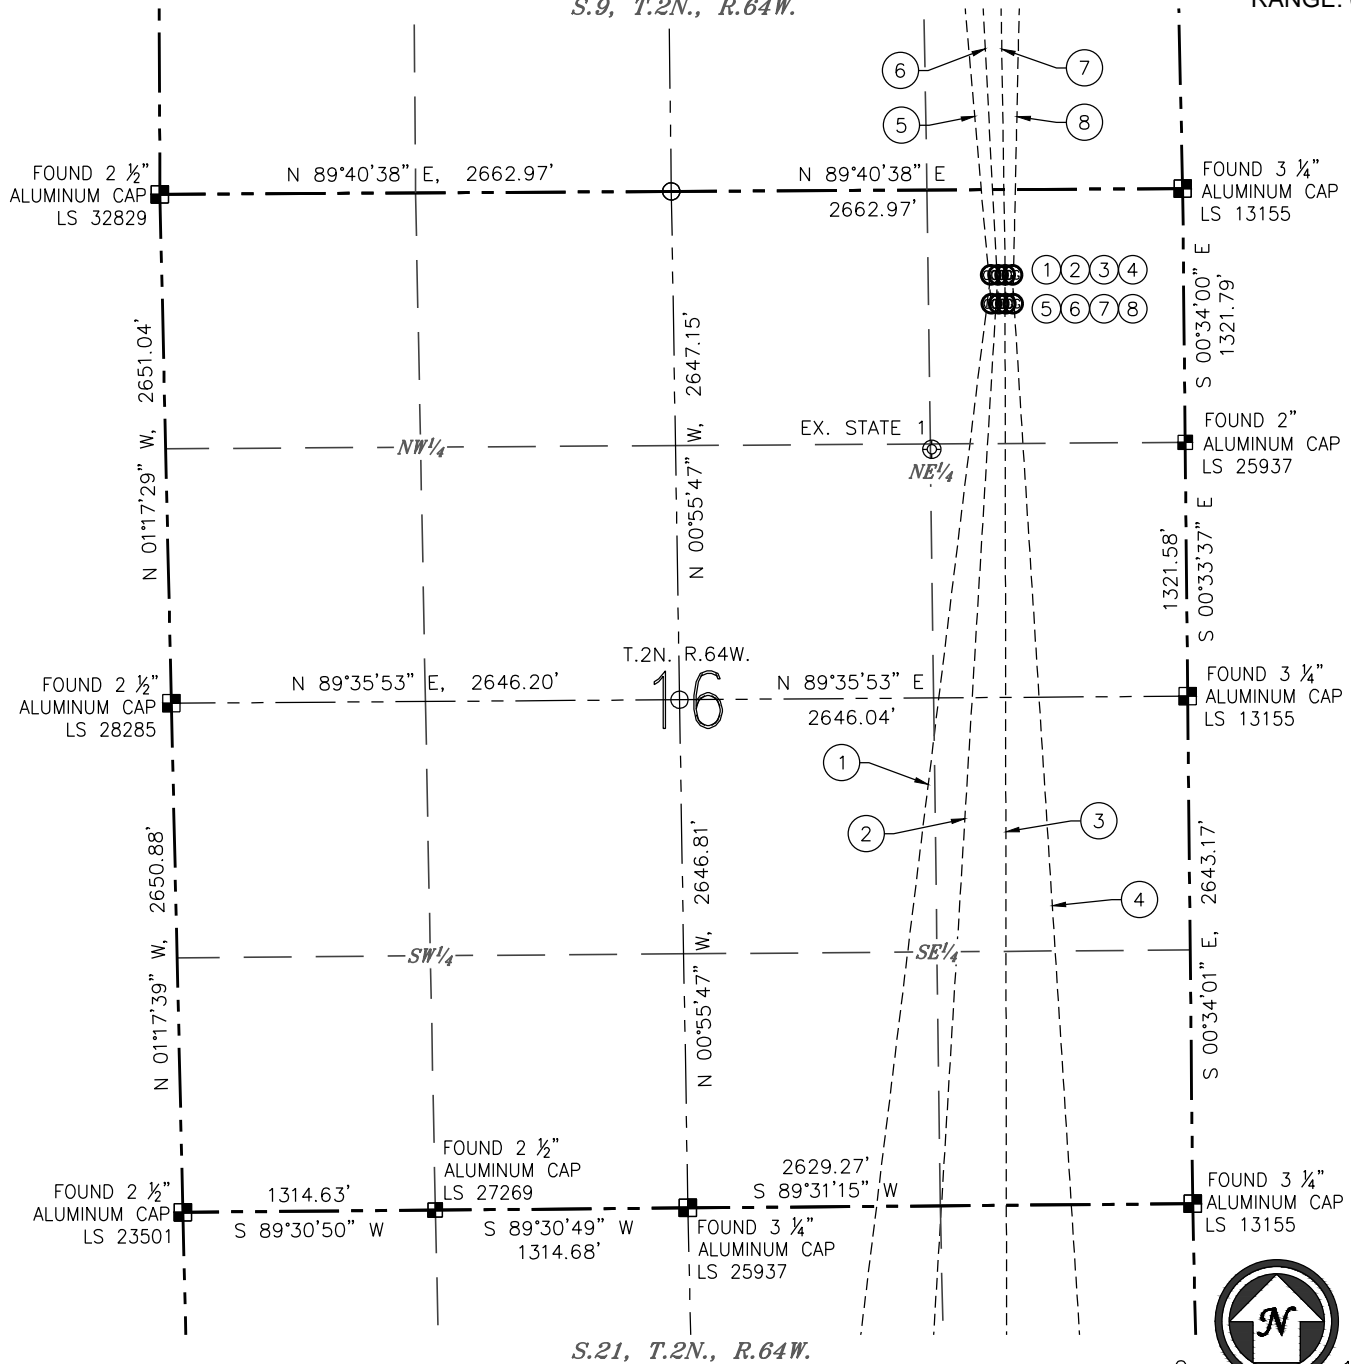 S.9, T.2N., R.64W.
6
7
5
8
FOUND 2 ½”
ALUMINUM CAP
LS 32829
N 89°40’38” E, 2662.97’
N 89°40’38” E
2662.97’
FOUND 3 ¼”
ALUMINUM CAP
LS 13155
1 2 3 4
5 6 7 8
S 00°34’00” E
1321.79’
N 01°17’29” W, 2651.04’
N 00°55’47” W, 2647.15’
EX. STATE 1
NW¼
NE¼
FOUND 2”
ALUMINUM CAP
LS 25937
1321.58’
S 00°33’37” E
T.2N. R.64W.
16
FOUND 2 ½”
ALUMINUM CAP
LS 28285
N 89°35’53” E, 2646.20’
N 89°35’53” E
2646.04’
FOUND 3 ¼”
ALUMINUM CAP
LS 13155
1
2
3
4
N 01°17’39” W, 2650.88’
N 00°55’47” W, 2646.81’
S 00°34’01” E, 2643.17’
SW¼
SE¼
FOUND 2 ½”
ALUMINUM CAP
LS 27269
FOUND 2 ½”
ALUMINUM CAP
LS 23501
1314.63’
S 89°30’50” W
S 89°30’49” W
1314.68’
2629.27’
S 89°31’15” W
FOUND 3 ¼”
ALUMINUM CAP
LS 25937
FOUND 3 ¼”
ALUMINUM CAP
LS 13155
N
S.21, T.2N., R.64W.